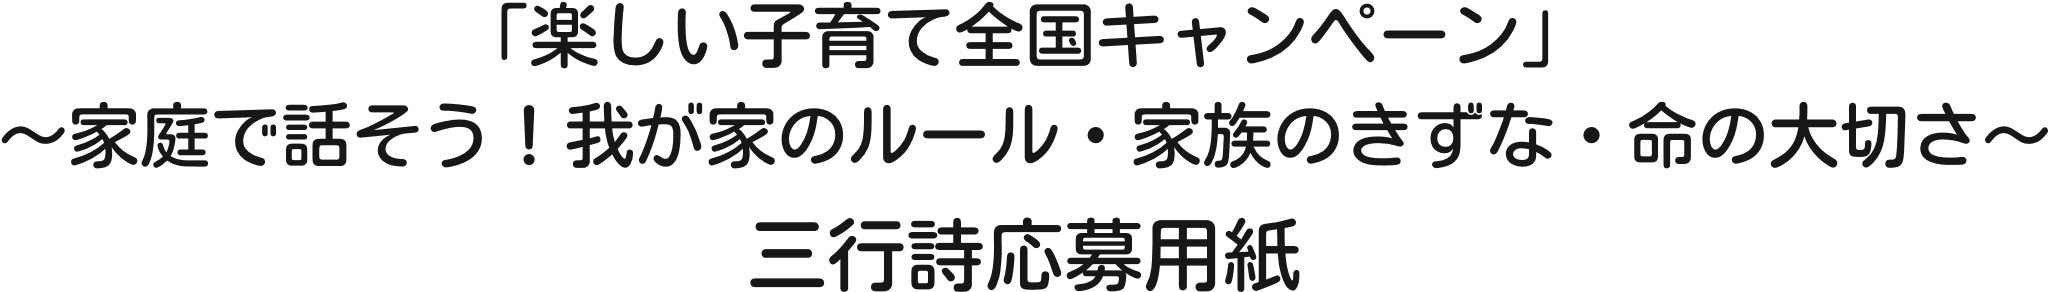 「楽しい子育て全国キャンペーン」
～家庭で話そう！我が家のルール・家族のきずな・命の大切さ～
三行詩応募用紙